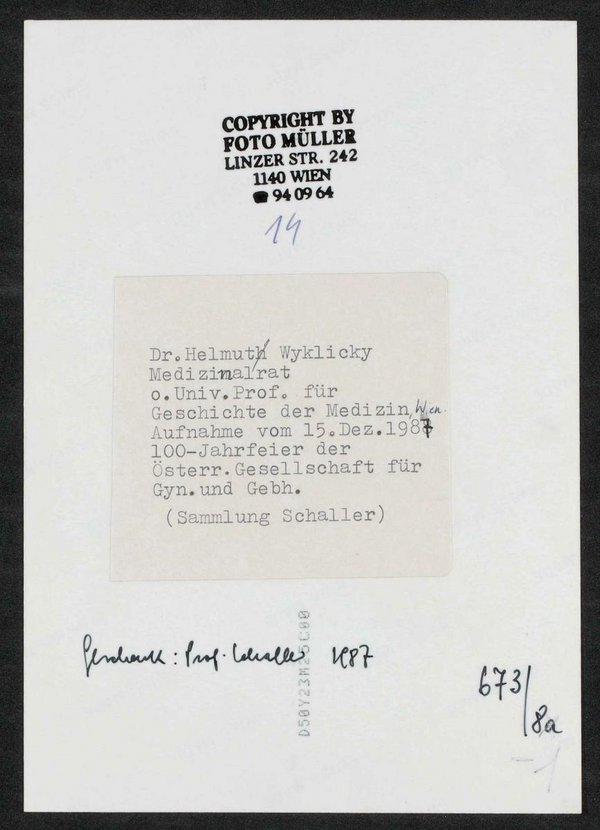 COPYRIGHT BY
FOTO MÜLLER
LINZER STR. 242
1140 WIEN
☎ 94 09 64
14
Dr.Helmuth Wyklicky
Medizinalrat
o.Univ.Prof. für
Geschichte der Medizin, Wien.
Aufnahme vom 15.Dez.1987
100-Jahrfeier der
Österr.Gesellschaft für
Gyn.und Gebh.
(Sammlung Schaller)
Geschenk: Prof. Schaller 1987
D50Y23M25C00
673/8a
-1